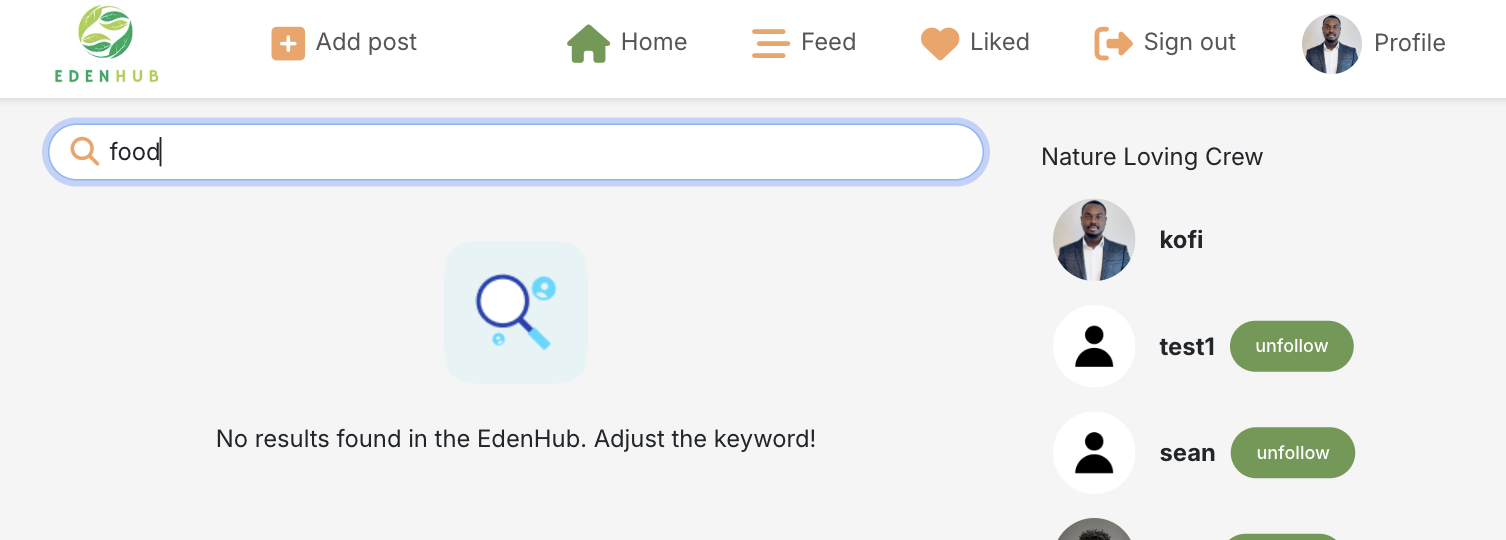 EDENHUB
Add post
Home
Feed
Liked
Sign out
Profile
food
Nature Loving Crew
kofi
test1
unfollow
sean
unfollow
No results found in the EdenHub. Adjust the keyword!